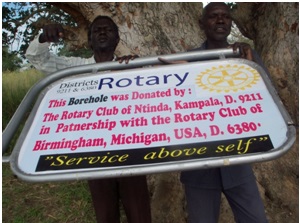 Districts Rotary
9211 & 6380
This Borehole was Donated by :
The Rotary Club of Ntinda, Kampala, D. 9211
in Patnership with the Rotary Club of
Birmingham, Michigan, USA, D. 6380.
"Service above self"